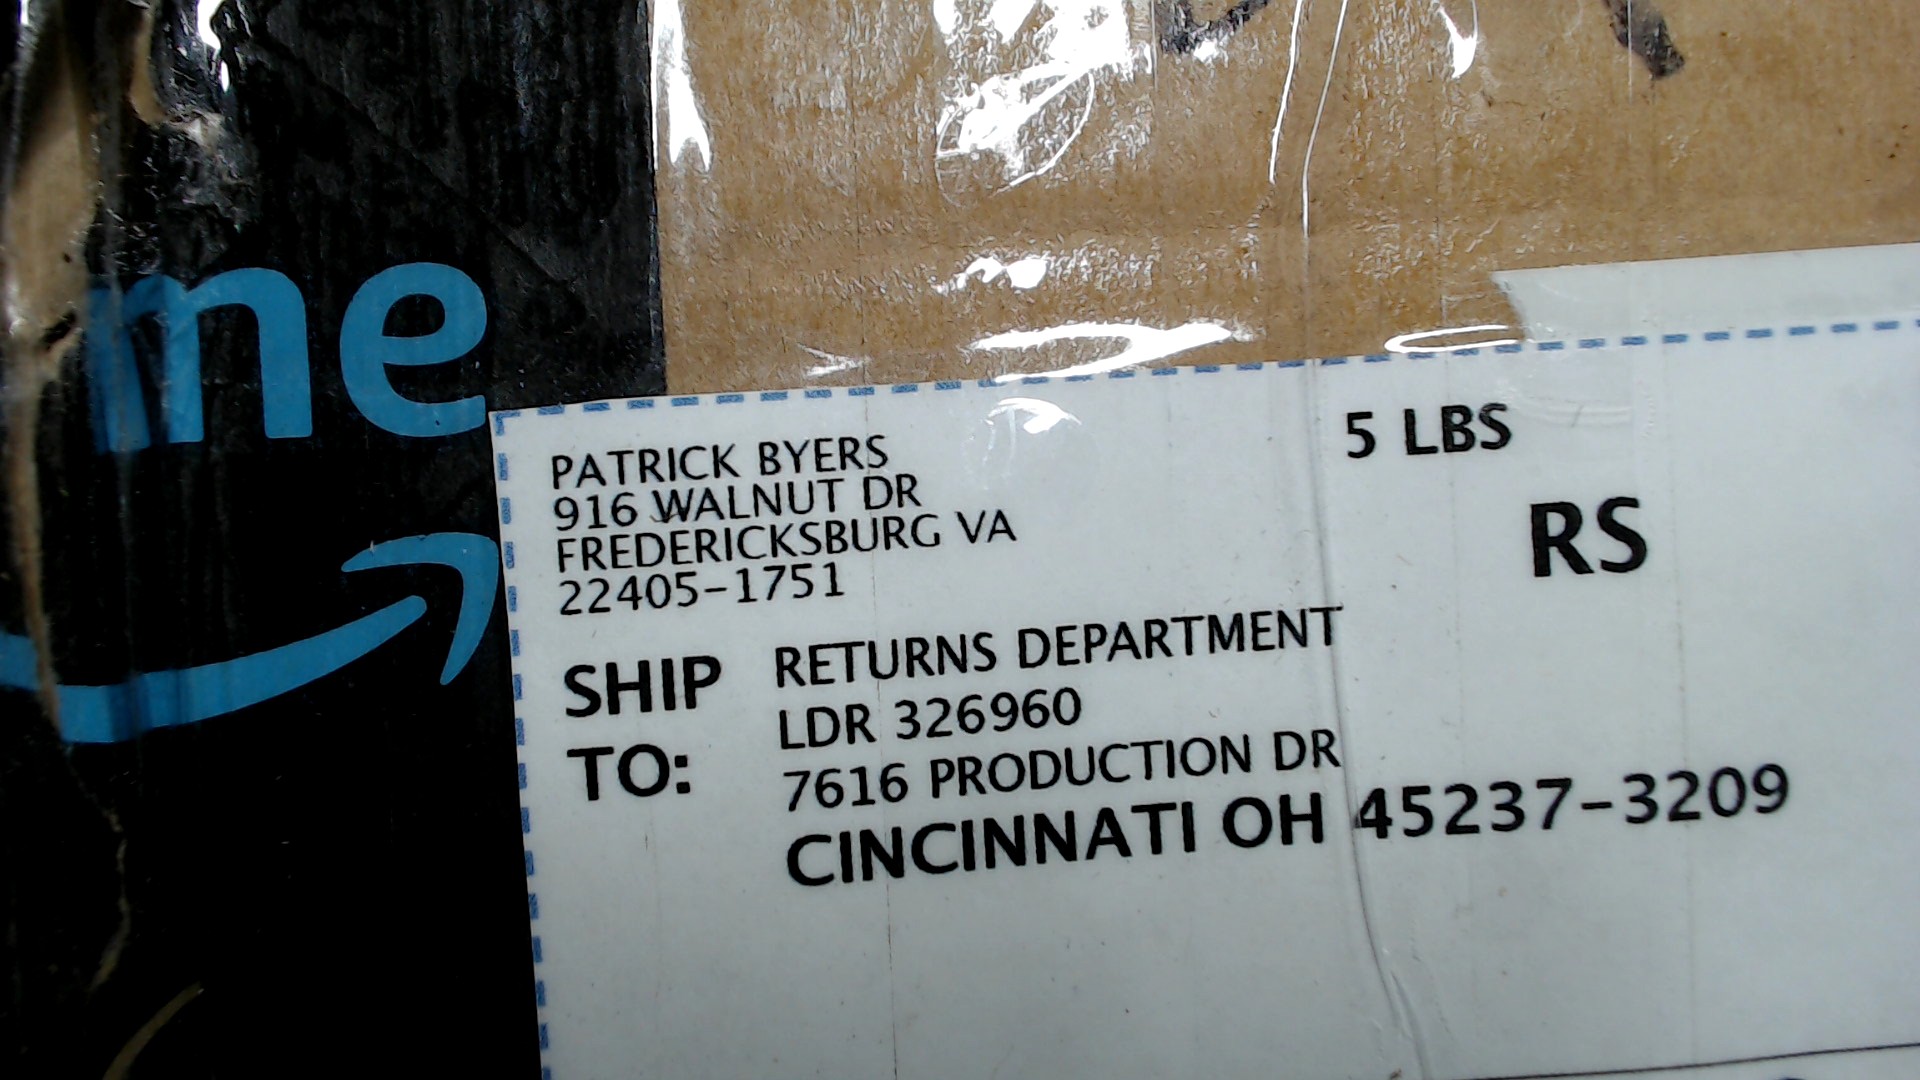 me
PATRICK BYERS
916 WALNUT DR
FREDERICKSBURG VA
22405-1751
5 LBS
RS
SHIP TO:
RETURNS DEPARTMENT
LDR 326960
7616 PRODUCTION DR
CINCINNATI OH 45237-3209